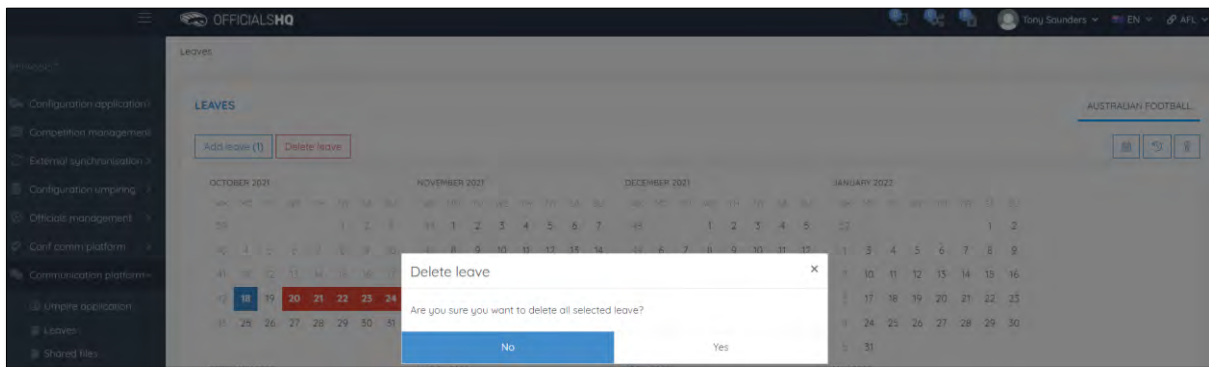 OFFICIALSHQ
Tony Saunders
EN
AFL
Leaves
Configuration application
LEAVES
AUSTRALIAN FOOTBALL
Competition management
Add leave (1)
Delete leave
External synchronisation
Configuration umpiring
OCTOBER 2021
NOVEMBER 2021
DECEMBER 2021
JANUARY 2022
Officials management
1 2 3 4 5 6 7
1 2 3 4 5
1 2
Conf comm platform
8 9 10 11 12 13 14
6 7 8 9 10 11 12
3 4 5 6 7 8 9
Communication platform
10 11 12 13 14 15 16
Delete leave
×
Umpire application
18 19 20 21 22 23 24
17 18 19 20 21 22 23
Are you sure you want to delete all selected leave?
Leaves
25 26 27 28 29 30 31
24 25 26 27 28 29 30
Shared files
No
Yes
31